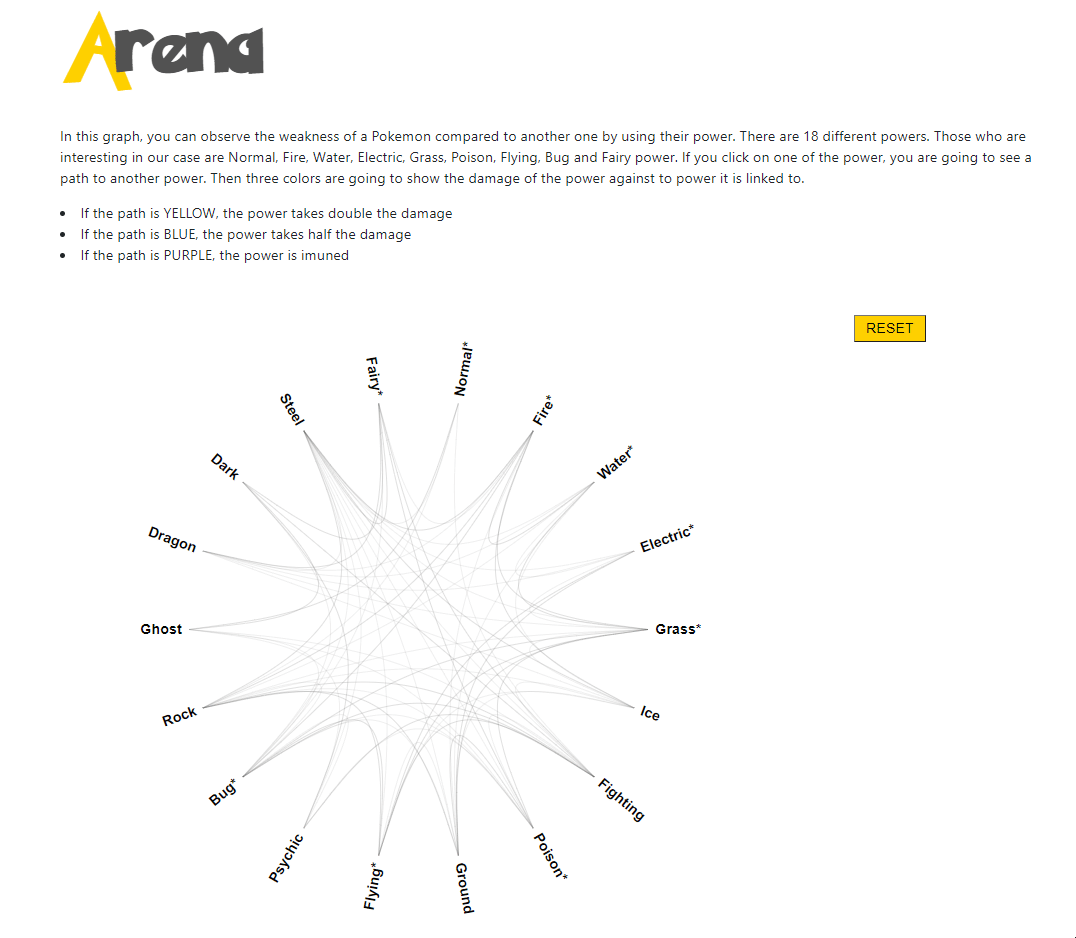 Arena
In this graph, you can observe the weakness of a Pokemon compared to another one by using their power. There are 18 different powers. Those who are
interesting in our case are Normal, Fire, Water, Electric, Grass, Poison, Flying, Bug and Fairy power. If you click on one of the power, you are going to see a
path to another power. Then three colors are going to show the damage of the power against to power it is linked to.
• If the path is YELLOW, the power takes double the damage
• If the path is BLUE, the power takes half the damage
• If the path is PURPLE, the power is imuned
RESET
Normal*
Fire*
Water*
Electric*
Grass*
Ice
Fighting
Poison*
Ground
Flying*
Psychic
Bug*
Rock
Ghost
Dragon
Dark
Steel
Fairy*